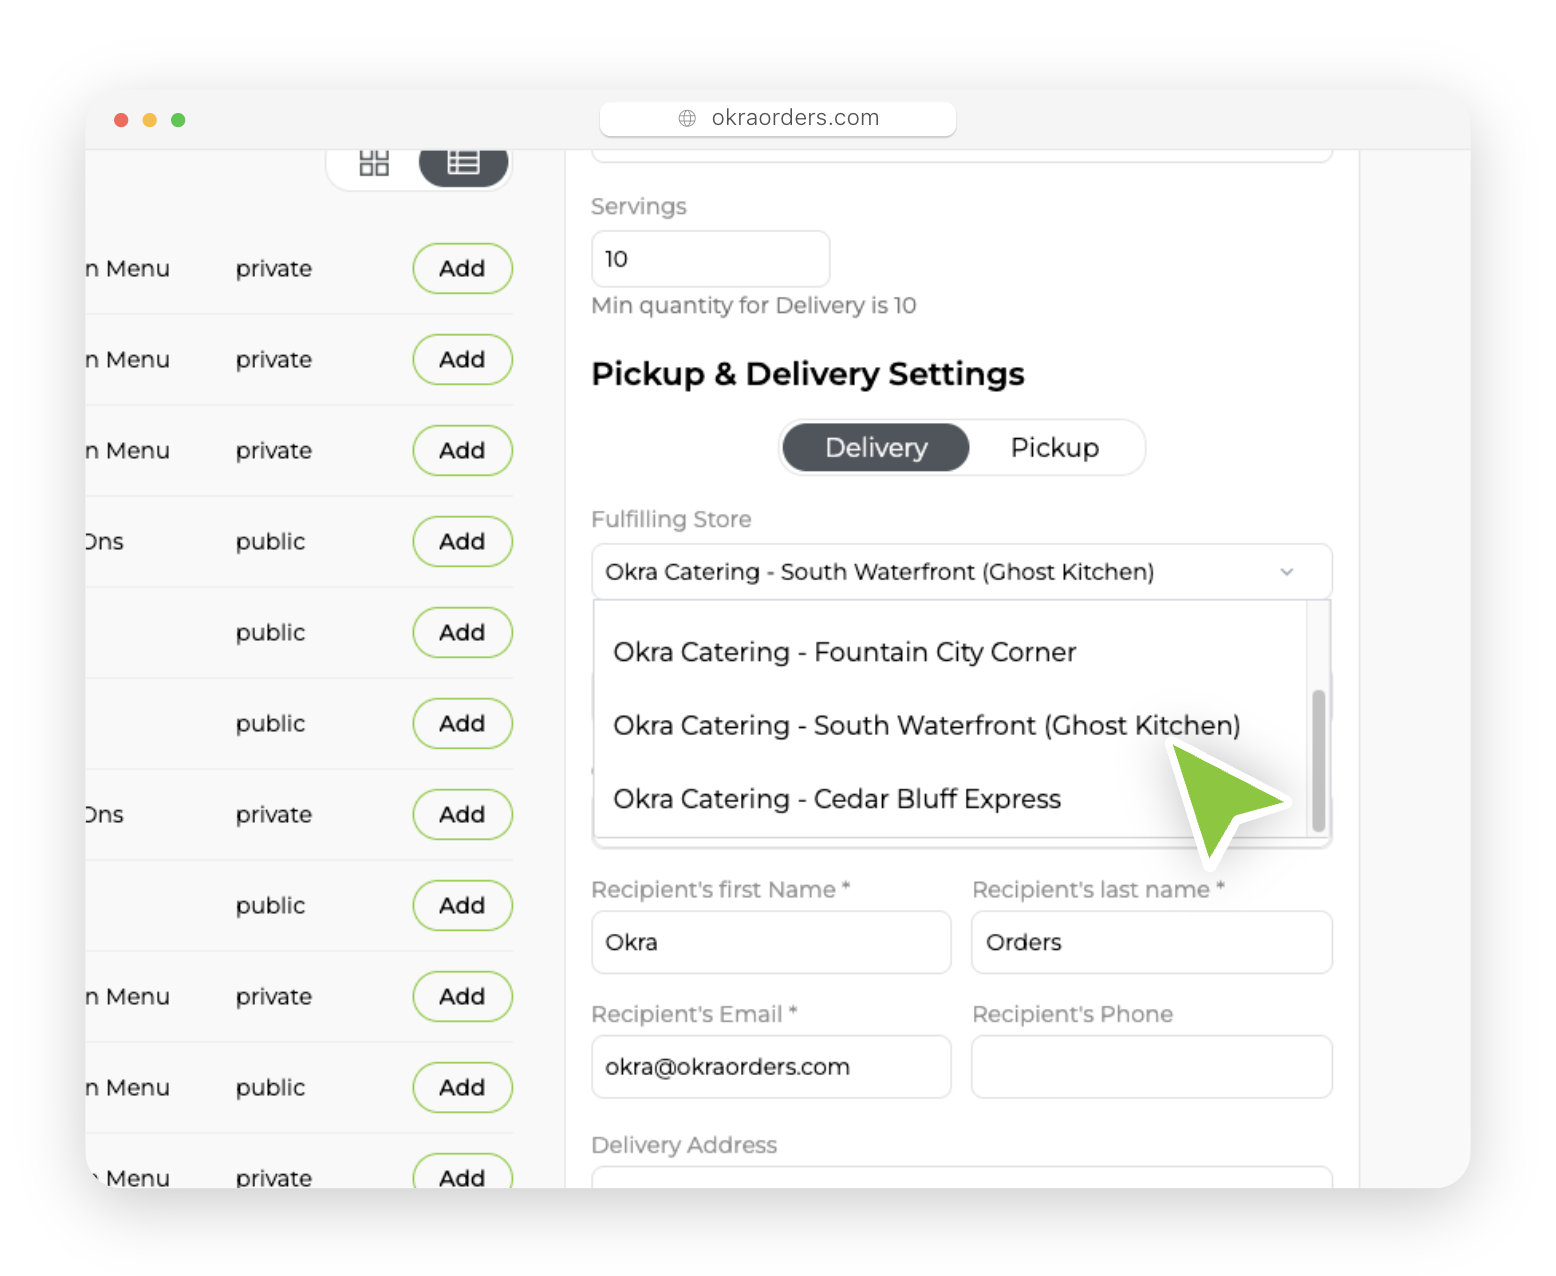 okraorders.com
n Menu private Add
n Menu private Add
n Menu private Add
Ons public Add
public Add
public Add
Ons private Add
public Add
n Menu private Add
n Menu public Add
Menu private Add
Servings
10
Min quantity for Delivery is 10
Pickup & Delivery Settings
Delivery Pickup
Fulfilling Store
Okra Catering - South Waterfront (Ghost Kitchen)
Okra Catering - Fountain City Corner
Okra Catering - South Waterfront (Ghost Kitchen)
Okra Catering - Cedar Bluff Express
Recipient's first Name * Recipient's last name *
Okra Orders
Recipient's Email * Recipient's Phone
okra@okraorders.com
Delivery Address